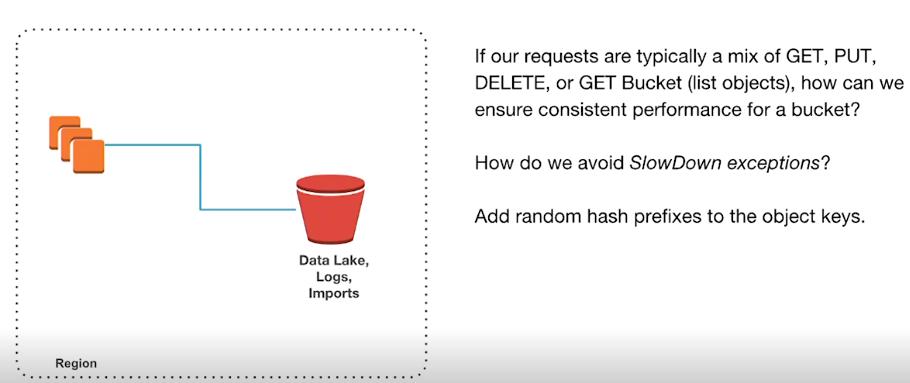 If our requests are typically a mix of GET, PUT,
DELETE, or GET Bucket (list objects), how can we
ensure consistent performance for a bucket?
How do we avoid SlowDown exceptions?
Add random hash prefixes to the object keys.
Data Lake,
Logs,
Imports
Region